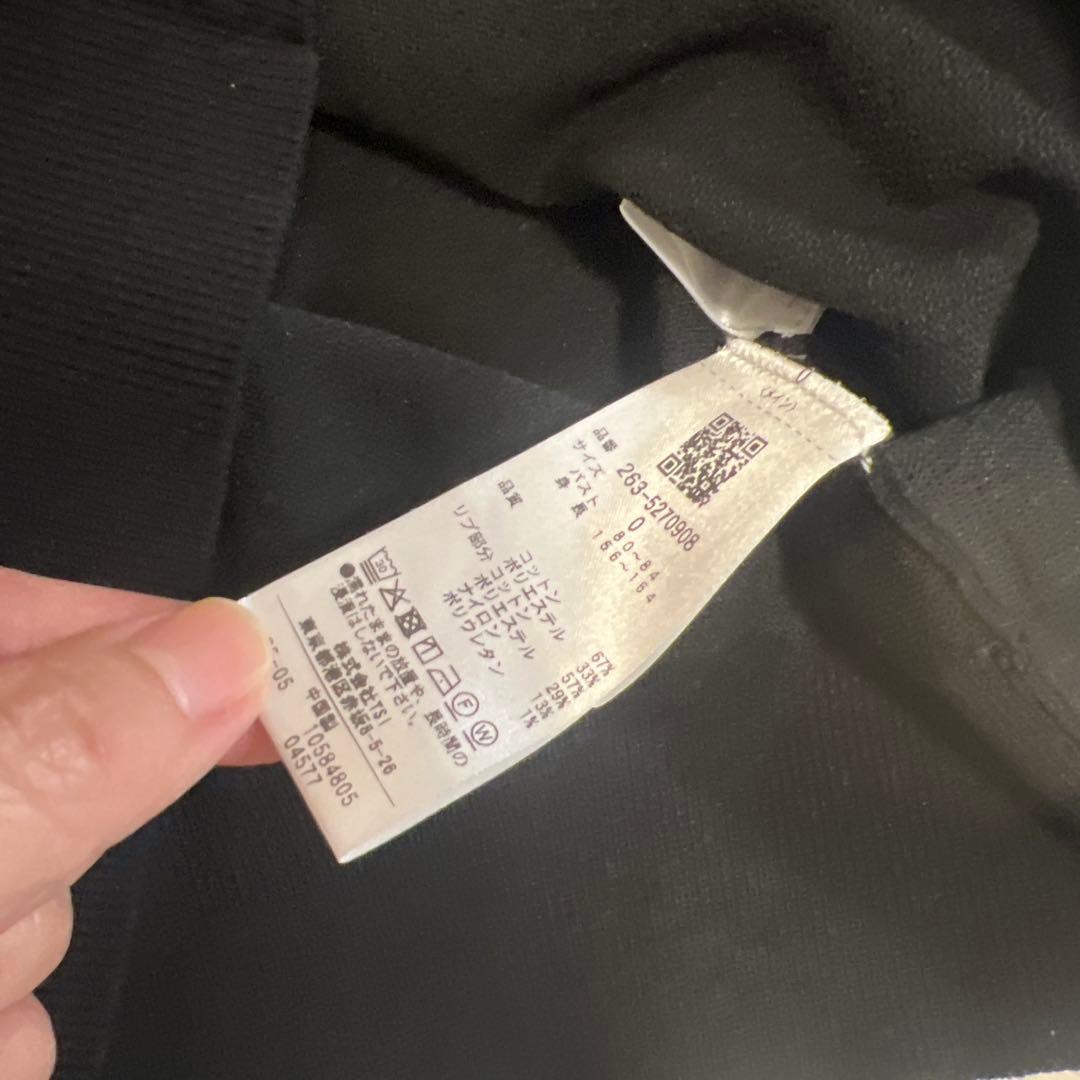 (メイン)
品番 263-5270908
サイズ 0
バスト 80~84
身長 156~164
品質 コットン 67%
ポリエステル 33%
リブ部分 コットン 57%
ポリエステル 29%
ナイロン 13%
ポリウレタン 1%
30
F W
●濡れたままの放置や、長時間の
浸漬はしないで下さい。
株式会社TSI
東京都港区赤坂8-5-26
-05 中国製 10584805
04577